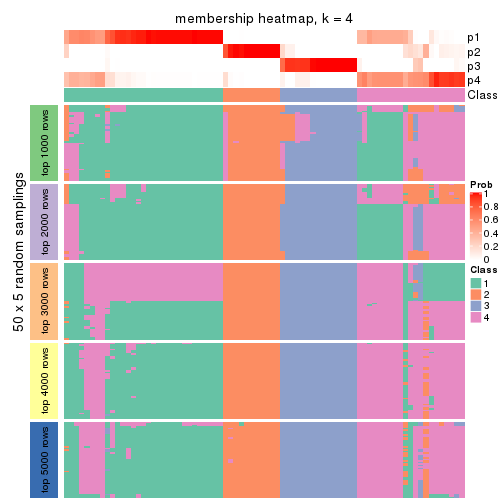 membership heatmap, k = 4
p1
p2
p3
p4
Class
50 x 5 random samplings
top 1000 rows
top 2000 rows
top 3000 rows
top 4000 rows
top 5000 rows
Prob
1
0.8
0.6
0.4
0.2
0
Class
1
2
3
4